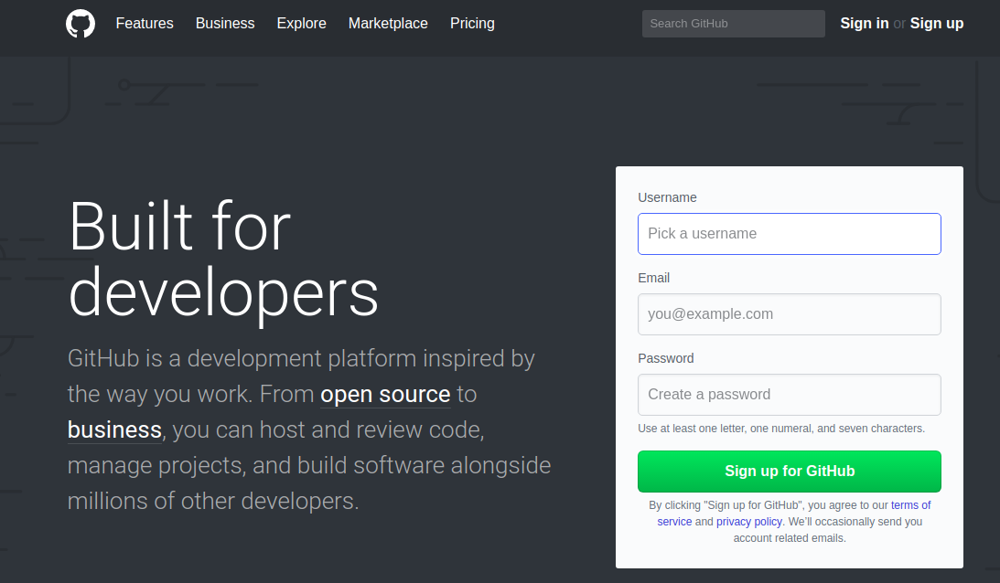 Features Business Explore Marketplace Pricing Search GitHub Sign in or Sign up
Built for
developers
GitHub is a development platform inspired by
the way you work. From open source to
business, you can host and review code,
manage projects, and build software alongside
millions of other developers.
Username
Pick a username
Email
you@example.com
Password
Create a password
Use at least one letter, one numeral, and seven characters.
Sign up for GitHub
By clicking "Sign up for GitHub", you agree to our terms of
service and privacy policy. We’ll occasionally send you
account related emails.